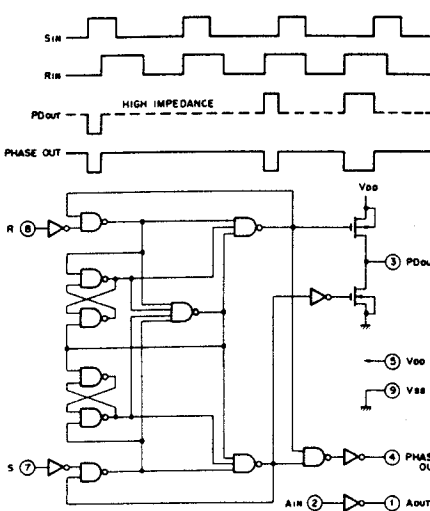 SIN
RIN
HIGH IMPEDANCE
PDOUT
PHASE OUT
VDD
R 8
3 PDOU
5 VDD
9 VSS
4 PHAS
OU
S 7
AIN 2
1 AOUT